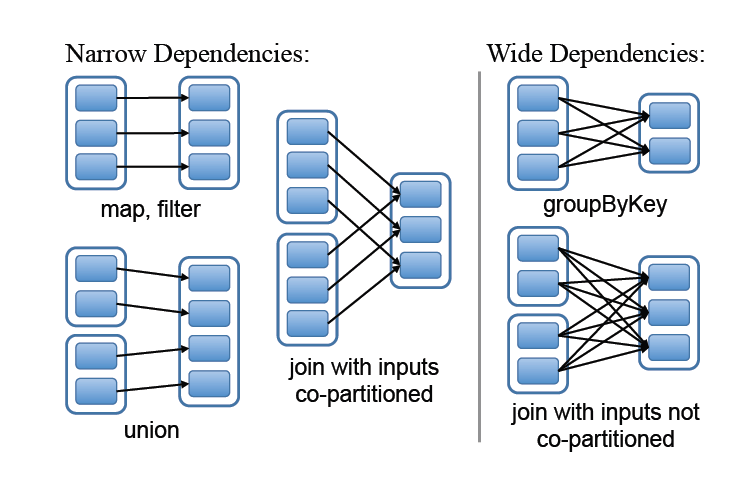 Narrow Dependencies:
map, filter
union
join with inputs
co-partitioned
Wide Dependencies:
groupByKey
join with inputs not
co-partitioned